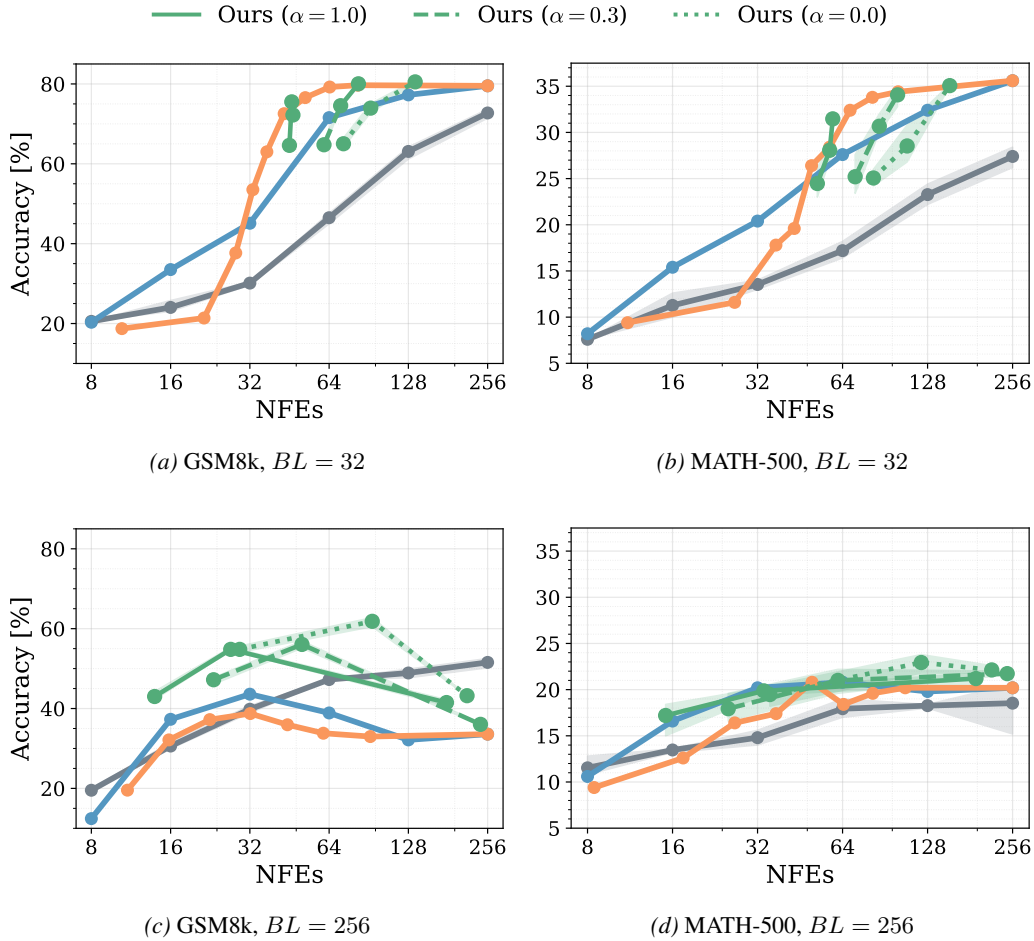 Ours (α=1.0) Ours (α=0.3) Ours (α=0.0)
80
60
40
20
Accuracy [%]
8 16 32 64 128 256
NFEs
(a) GSM8k, BL = 32
35
30
25
20
15
10
5
8 16 32 64 128 256
NFEs
(b) MATH-500, BL = 32
80
60
40
20
Accuracy [%]
8 16 32 64 128 256
NFEs
(c) GSM8k, BL = 256
35
30
25
20
15
10
5
8 16 32 64 128 256
NFEs
(d) MATH-500, BL = 256